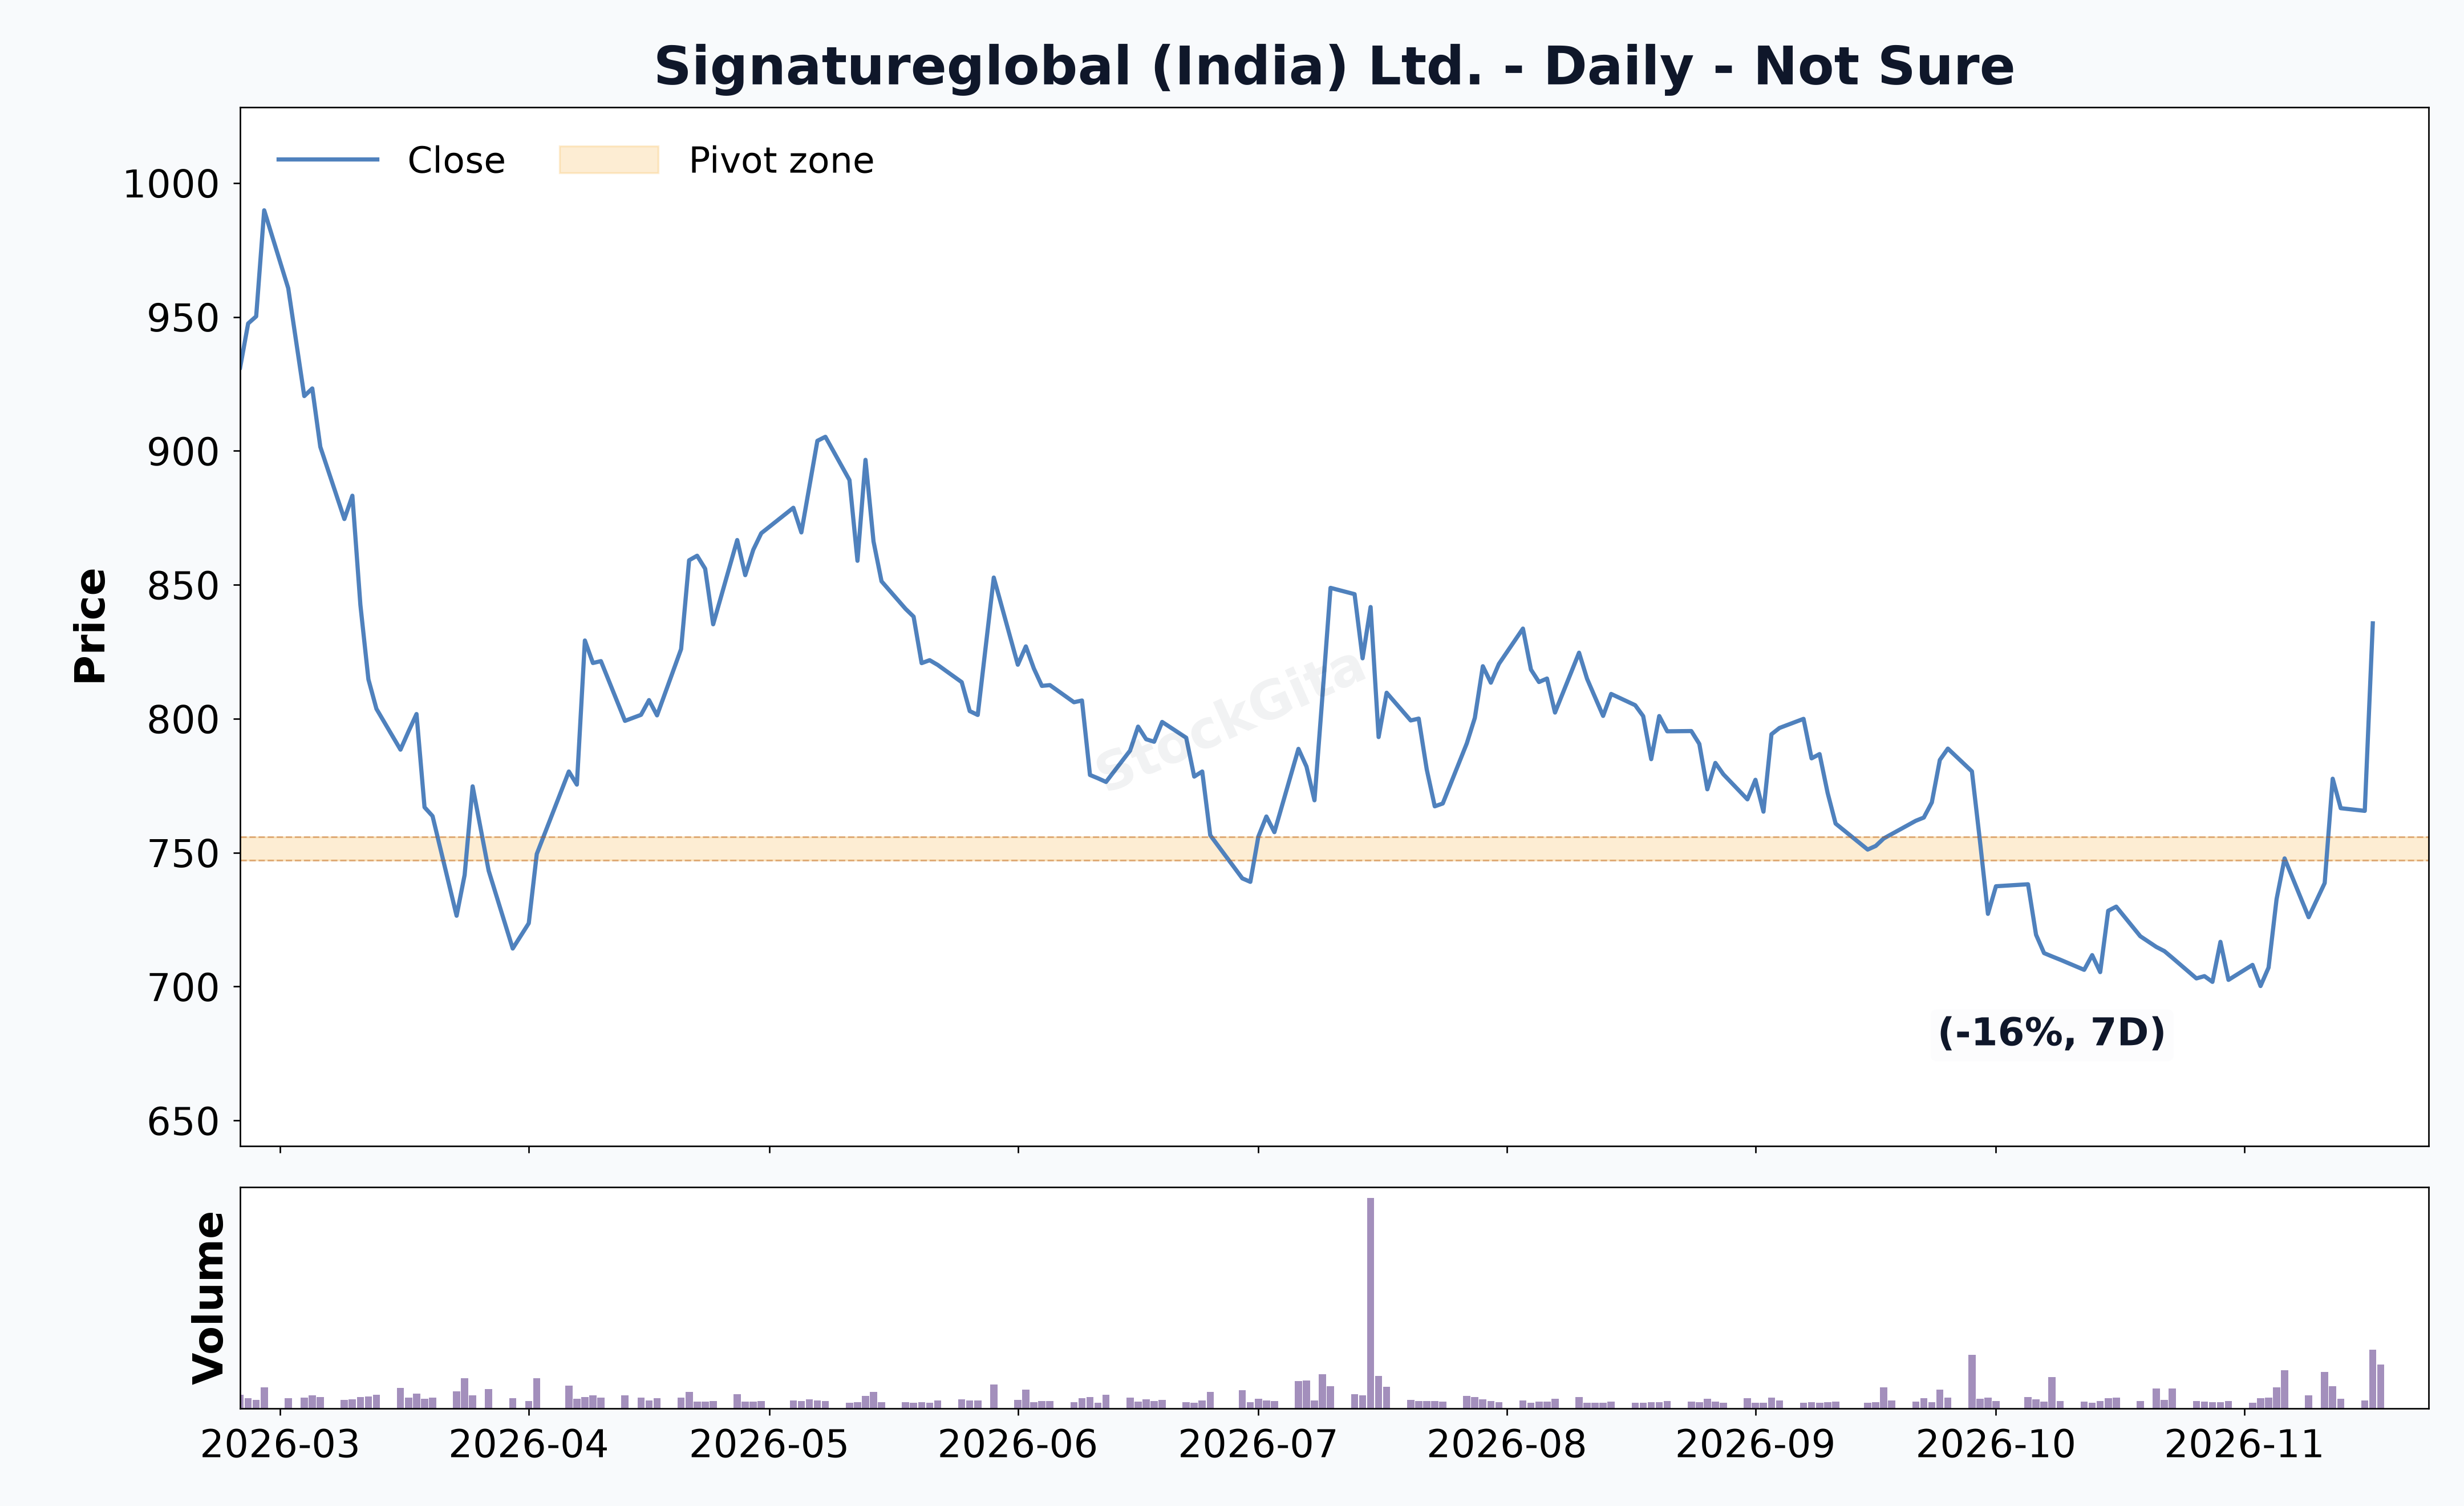 Signatureglobal (India) Ltd. - Daily - Not Sure
Close
Pivot zone
Price
1000
950
900
850
800
750
700
650
StockGita
(-16%, 7D)
Volume
2026-03
2026-04
2026-05
2026-06
2026-07
2026-08
2026-09
2026-10
2026-11